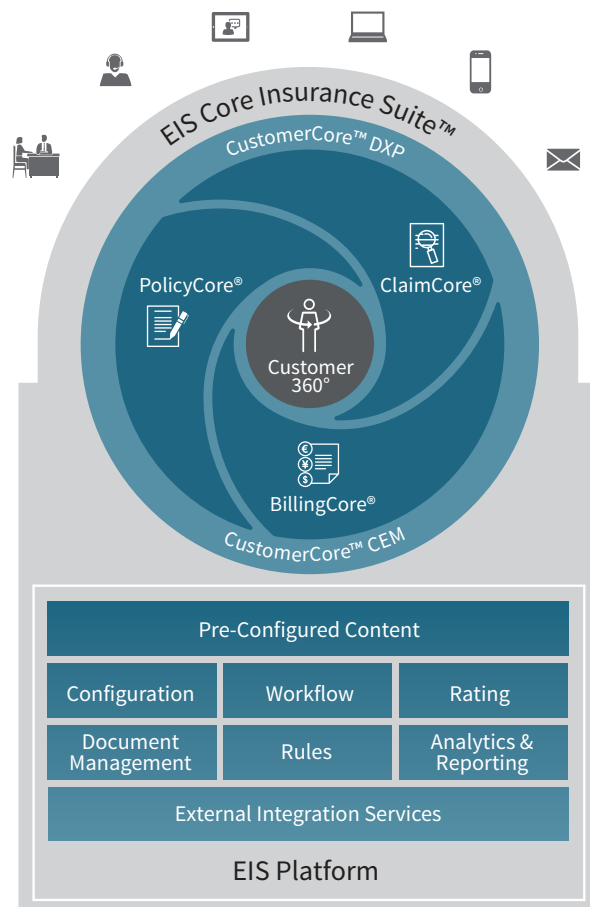 EIS Core Insurance Suite™
CustomerCore™ DXP
PolicyCore®
ClaimCore®
Customer
360°
€
¥
$
BillingCore®
CustomerCore™ CEM
Pre-Configured Content
Configuration
Workflow
Rating
Document
Management
Rules
Analytics &
Reporting
External Integration Services
EIS Platform